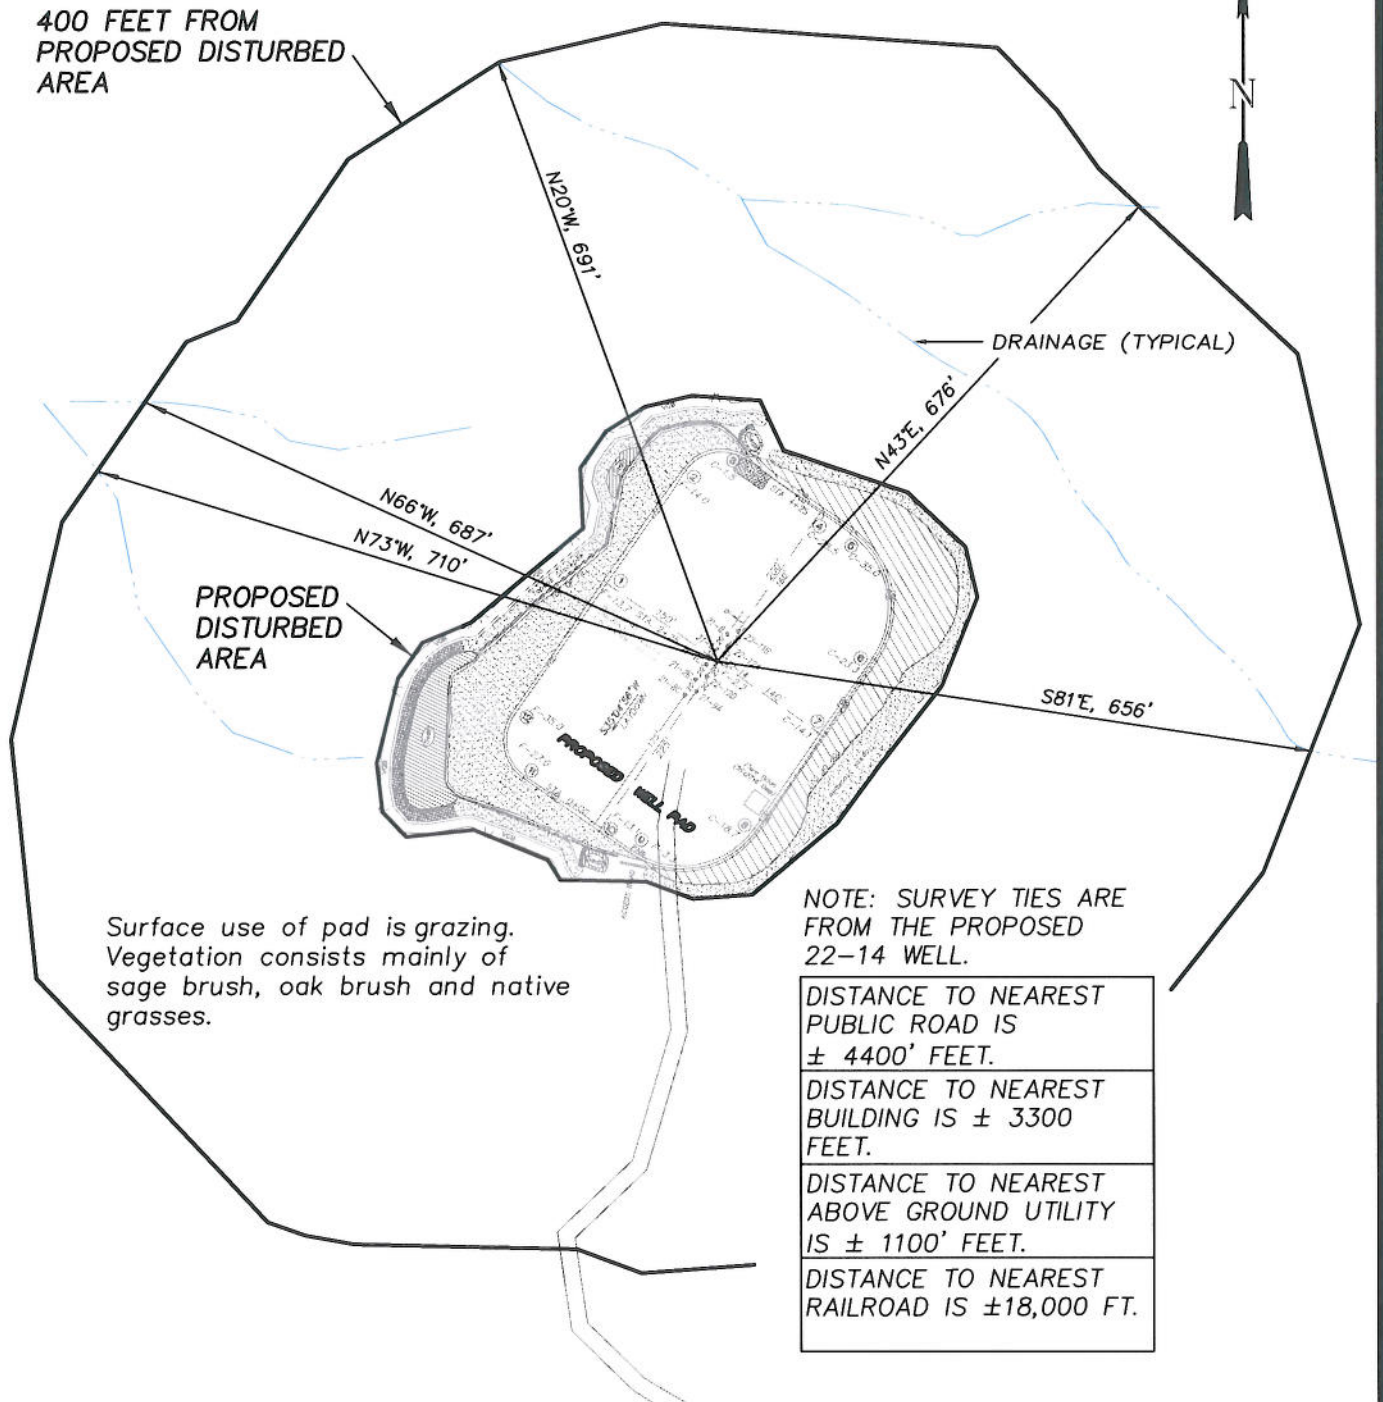 400 FEET FROM
PROPOSED DISTURBED
AREA
N
N20°W, 691'
DRAINAGE (TYPICAL)
N43°E, 676'
N66°W, 687'
N73°W, 710'
PROPOSED
DISTURBED
AREA
S81°E, 656'
PROPOSED WELL PAD
Surface use of pad is grazing.
Vegetation consists mainly of
sage brush, oak brush and native
grasses.
NOTE: SURVEY TIES ARE
FROM THE PROPOSED
22-14 WELL.
DISTANCE TO NEAREST
PUBLIC ROAD IS
± 4400' FEET.
DISTANCE TO NEAREST
BUILDING IS ± 3300
FEET.
DISTANCE TO NEAREST
ABOVE GROUND UTILITY
IS ± 1100' FEET.
DISTANCE TO NEAREST
RAILROAD IS ±18,000 FT.